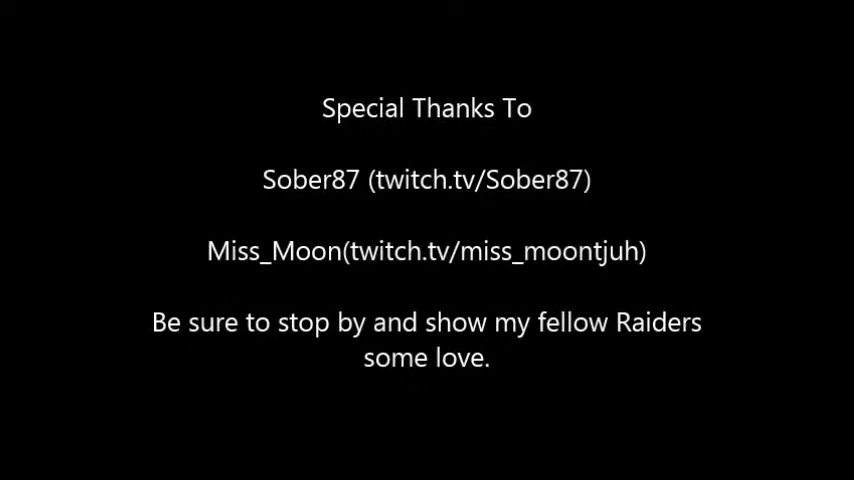 Special Thanks To
Sober87 (twitch.tv/Sober87)
Miss_Moon(twitch.tv/miss_moontjuh)
Be sure to stop by and show my fellow Raiders
some love.